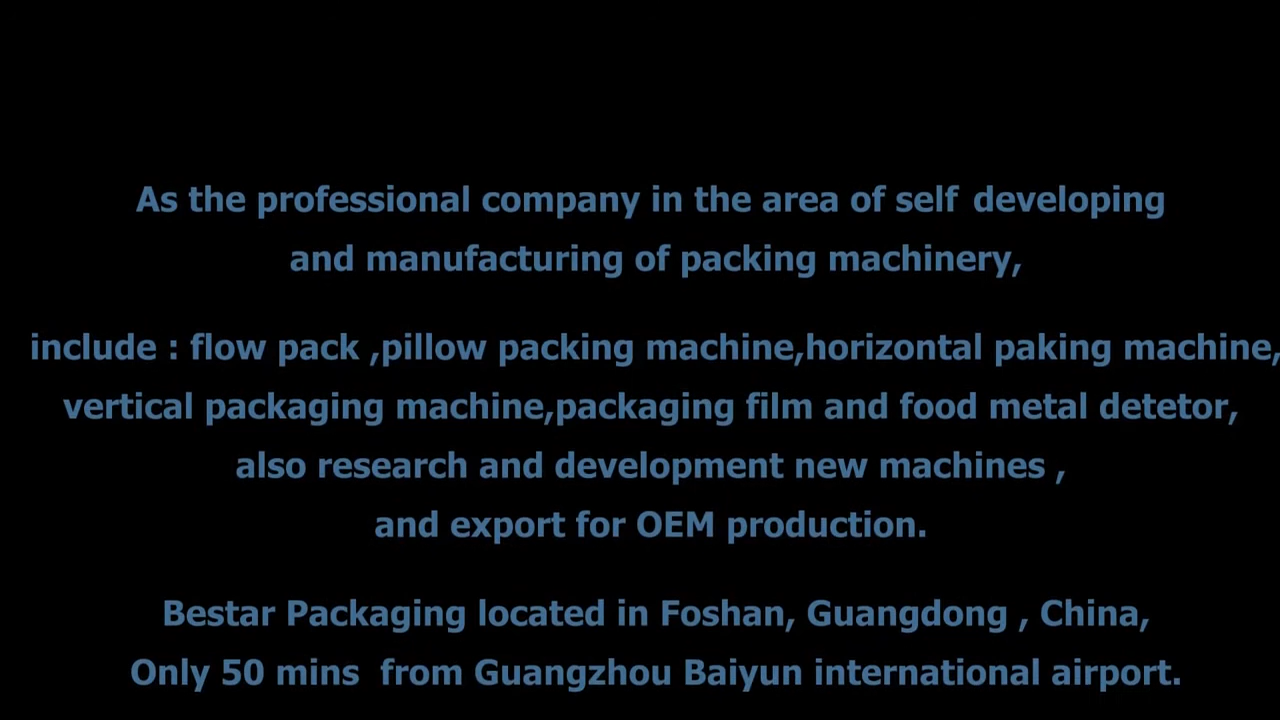 As the professional company in the area of self developing
and manufacturing of packing machinery,
include : flow pack ,pillow packing machine,horizontal paking machine,
vertical packaging machine,packaging film and food metal detetor,
also research and development new machines ,
and export for OEM production.
Bestar Packaging located in Foshan, Guangdong , China,
Only 50 mins  from Guangzhou Baiyun international airport.